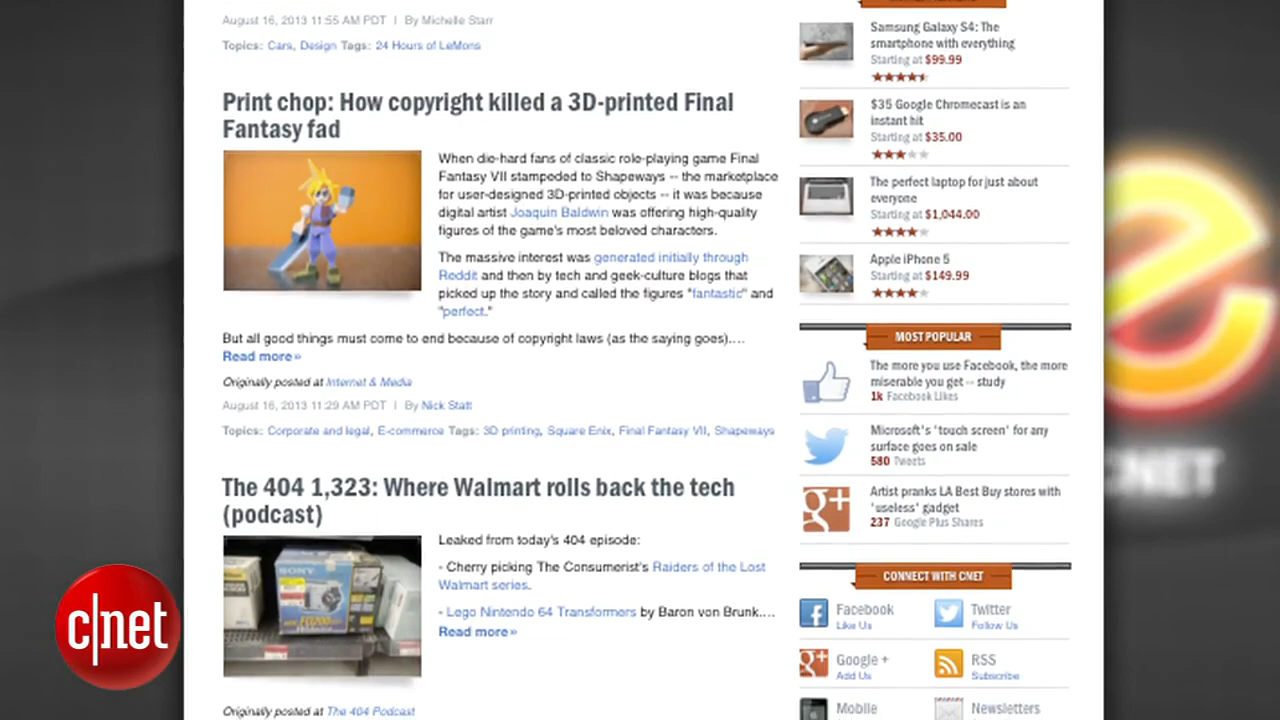 August 16, 2013 11:55 AM PDT | By Michelle Starr
Topics: Cars, Design Tags: 24 Hours of LeMons
Print chop: How copyright killed a 3D-printed Final
Fantasy fad
When die-hard fans of classic role-playing game Final
Fantasy VII stampeded to Shapeways -- the marketplace
for user-designed 3D-printed objects -- it was because
digital artist Joaquin Baldwin was offering high-quality
figures of the game's most beloved characters.
The massive interest was generated initially through
Reddit and then by tech and geek-culture blogs that
picked up the story and called the figures "fantastic" and
"perfect."
But all good things must come to end because of copyright laws (as the saying goes)....
Read more »
Originally posted at Internet & Media
August 16, 2013 11:29 AM PDT | By Nick Statt
Topics: Corporate and legal, E-commerce Tags: 3D printing, Square Enix, Final Fantasy VII, Shapeways
The 404 1,323: Where Walmart rolls back the tech
(podcast)
SONY
Leaked from today's 404 episode:
- Cherry picking The Consumerist's Raiders of the Lost
Walmart series.
- Lego Nintendo 64 Transformers by Baron von Brunk....
Read more »
Originally posted at The 404 Podcast
Samsung Galaxy S4: The
smartphone with everything
Starting at $99.99
$35 Google Chromecast is an
instant hit
Starting at $35.00
The perfect laptop for just about
everyone
Starting at $1,044.00
Apple iPhone 5
Starting at $149.99
MOST POPULAR
The more you use Facebook, the more
miserable you get -- study
1k Facebook Likes
Microsoft's 'touch screen' for any
surface goes on sale
580 Tweets
Artist pranks LA Best Buy stores with
'useless' gadget
237 Google Plus Shares
CONNECT WITH CNET
Facebook
Like Us
Twitter
Follow Us
Google +
Add Us
RSS
Subscribe
Mobile
Newsletters
c|net
CNET